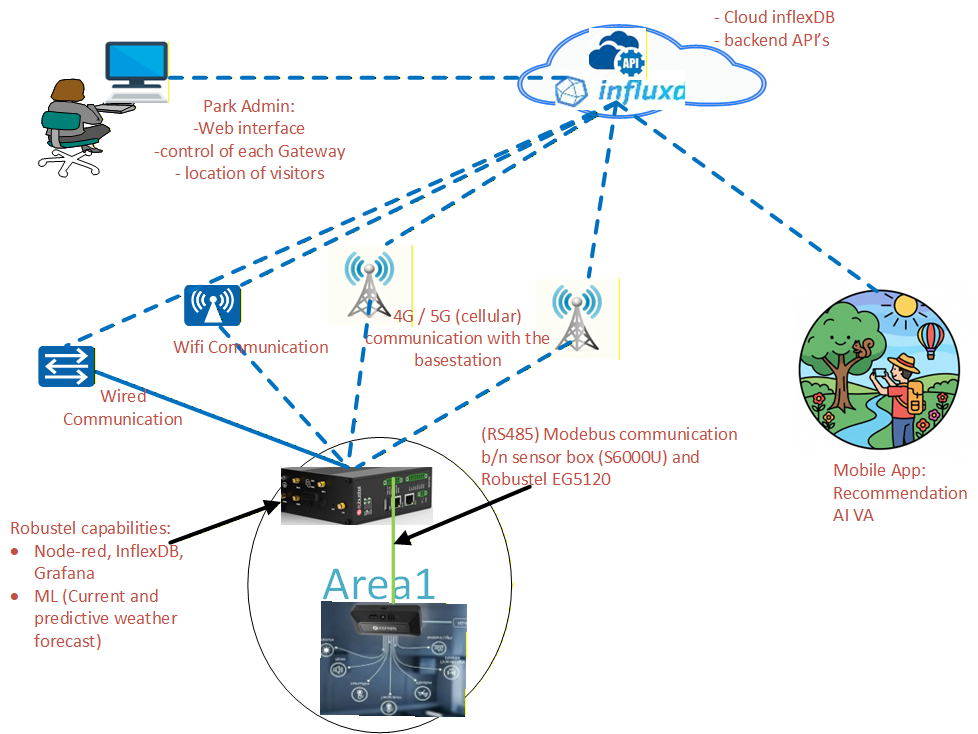 - Cloud inflexDB
- backend API's
API
influxd
Park Admin:
-Web interface
-control of each Gateway
- location of visitors
4G / 5G (cellular)
communication with the
basestation
Wifi Communication
Wired
Communication
(RS485) Modebus communication
b/n sensor box (S6000U) and
Robustel EG5120
Mobile App:
Recommendation
AI VA
robustel
Robustel capabilities:
• Node-red, InflexDB,
Grafana
• ML (Current and
predictive weather
forecast)
Area1